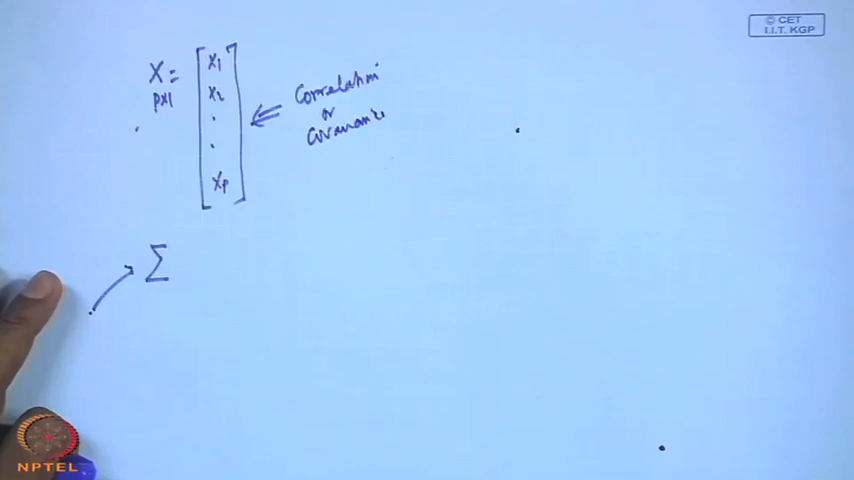 © CET
I.I.T. KGP
X =
p×1
x1
x2
.
.
xp
Correlation
or
Covariance
Σ
NPTEL